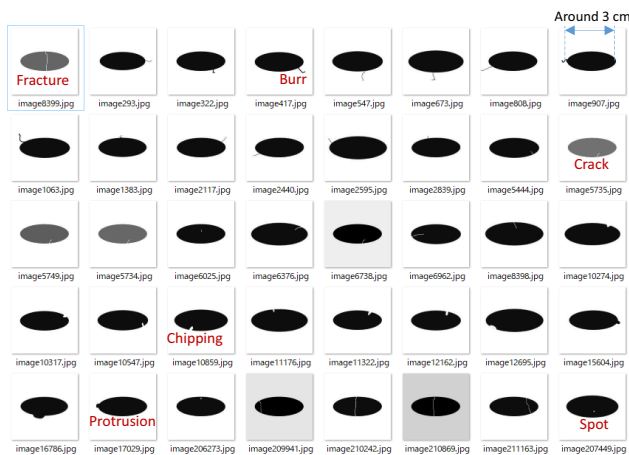 Around 3 cm
Fracture
Burr
image8399.jpg image293.jpg image322.jpg image417.jpg image547.jpg image673.jpg image808.jpg image907.jpg
Crack
image1063.jpg image1383.jpg image2117.jpg image2440.jpg image2595.jpg image2839.jpg image5444.jpg image5735.jpg
image5749.jpg image5734.jpg image6025.jpg image6376.jpg image6738.jpg image6962.jpg image8398.jpg image10274.jpg
Chipping
image10317.jpg image10547.jpg image10859.jpg image11176.jpg image11322.jpg image12162.jpg image12695.jpg image15604.jpg
Protrusion
Spot
image16786.jpg image17029.jpg image206273.jpg image209941.jpg image210242.jpg image210869.jpg image211163.jpg image207449.jpg